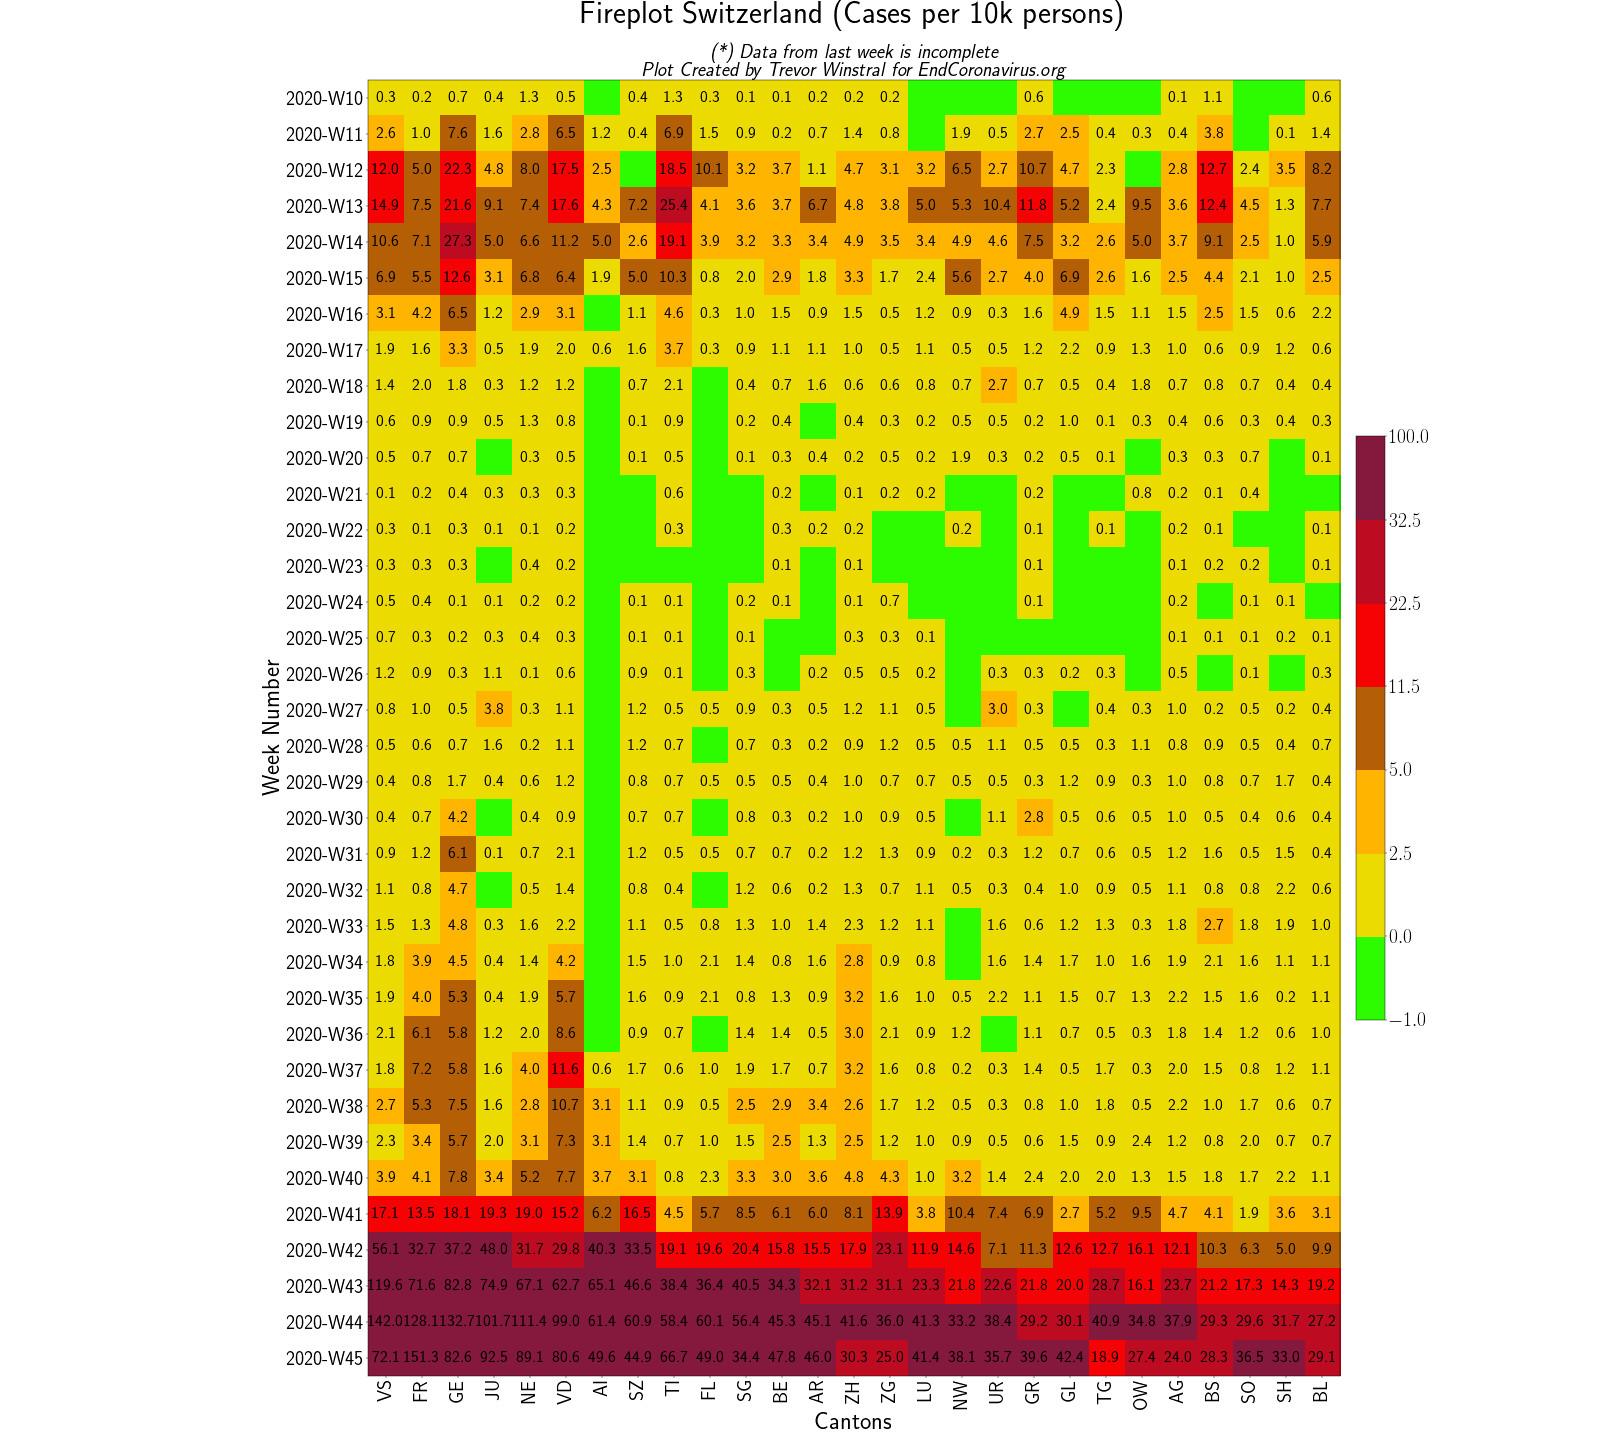 Fireplot Switzerland (Cases per 10k persons)
(*) Data from last week is incomplete
Plot Created by Trevor Winstral for EndCoronavirus.org
2020-W10 0.3 0.2 0.7 0.4 1.3 0.5 0.4 1.3 0.3 0.1 0.1 0.2 0.2 0.2 0.6 0.1 1.1 0.6
2020-W11 2.6 1.0 7.6 1.6 2.8 6.5 1.2 0.4 6.9 1.5 0.9 0.2 0.7 1.4 0.8 1.9 0.5 2.7 2.5 0.4 0.3 0.4 3.8 0.1 1.4
2020-W12 12.0 5.0 22.3 4.8 8.0 17.5 2.5 18.5 10.1 3.2 3.7 1.1 4.7 3.1 3.2 6.5 2.7 10.7 4.7 2.3 2.8 12.7 2.4 3.5 8.2
2020-W13 14.9 7.5 21.6 9.1 7.4 17.6 4.3 7.2 25.4 4.1 3.6 3.7 6.7 4.8 3.8 5.0 5.3 10.4 11.8 5.2 2.4 9.5 3.6 12.4 4.5 1.3 7.7
2020-W14 10.6 7.1 27.3 5.0 6.6 11.2 5.0 2.6 19.1 3.9 3.2 3.3 3.4 4.9 3.5 3.4 4.9 4.6 7.5 3.2 2.6 5.0 3.7 9.1 2.5 1.0 5.9
2020-W15 6.9 5.5 12.6 3.1 6.8 6.4 1.9 5.0 10.3 0.8 2.0 2.9 1.8 3.3 1.7 2.4 5.6 2.7 4.0 6.9 2.6 1.6 2.5 4.4 2.1 1.0 2.5
2020-W16 3.1 4.2 6.5 1.2 2.9 3.1 1.1 4.6 0.3 1.0 1.5 0.9 1.5 0.5 1.2 0.9 0.3 1.6 4.9 1.5 1.1 1.5 2.5 1.5 0.6 2.2
2020-W17 1.9 1.6 3.3 0.5 1.9 2.0 0.6 1.6 3.7 0.3 0.9 1.1 1.1 1.0 0.5 1.1 0.5 0.5 1.2 2.2 0.9 1.3 1.0 0.6 0.9 1.2 0.6
2020-W18 1.4 2.0 1.8 0.3 1.2 1.2 0.7 2.1 0.4 0.7 1.6 0.6 0.6 0.8 0.7 2.7 0.7 0.5 0.4 1.8 0.7 0.8 0.7 0.4 0.4
2020-W19 0.6 0.9 0.9 0.5 1.3 0.8 0.1 0.9 0.2 0.4 0.4 0.3 0.2 0.5 0.5 0.2 1.0 0.1 0.3 0.4 0.6 0.3 0.4 0.3
2020-W20 0.5 0.7 0.7 0.3 0.5 0.1 0.5 0.1 0.3 0.4 0.2 0.5 0.2 1.9 0.3 0.2 0.5 0.1 0.3 0.3 0.7 0.1
2020-W21 0.1 0.2 0.4 0.3 0.3 0.3 0.6 0.2 0.1 0.2 0.2 0.2 0.8 0.2 0.1 0.4
2020-W22 0.3 0.1 0.3 0.1 0.1 0.2 0.3 0.3 0.2 0.2 0.2 0.1 0.1 0.2 0.1 0.1
2020-W23 0.3 0.3 0.3 0.4 0.2 0.1 0.1 0.1 0.1 0.2 0.2 0.1
2020-W24 0.5 0.4 0.1 0.1 0.2 0.2 0.1 0.1 0.2 0.1 0.1 0.7 0.1 0.2 0.1 0.1
2020-W25 0.7 0.3 0.2 0.3 0.4 0.3 0.1 0.1 0.1 0.3 0.3 0.1 0.1 0.1 0.1 0.2 0.1
2020-W26 1.2 0.9 0.3 1.1 0.1 0.6 0.9 0.1 0.3 0.2 0.5 0.5 0.2 0.3 0.3 0.2 0.3 0.5 0.1 0.3
2020-W27 0.8 1.0 0.5 3.8 0.3 1.1 1.2 0.5 0.5 0.9 0.3 0.5 1.2 1.1 0.5 3.0 0.3 0.4 0.3 1.0 0.2 0.5 0.2 0.4
2020-W28 0.5 0.6 0.7 1.6 0.2 1.1 1.2 0.7 0.7 0.3 0.2 0.9 1.2 0.5 0.5 1.1 0.5 0.5 0.3 1.1 0.8 0.9 0.5 0.4 0.7
2020-W29 0.4 0.8 1.7 0.4 0.6 1.2 0.8 0.7 0.5 0.5 0.5 0.4 1.0 0.7 0.7 0.5 0.5 0.3 1.2 0.9 0.3 1.0 0.8 0.7 1.7 0.4
2020-W30 0.4 0.7 4.2 0.4 0.9 0.7 0.7 0.8 0.3 0.2 1.0 0.9 0.5 1.1 2.8 0.5 0.6 0.5 1.0 0.5 0.4 0.6 0.4
2020-W31 0.9 1.2 6.1 0.1 0.7 2.1 1.2 0.5 0.5 0.7 0.7 0.2 1.2 1.3 0.9 0.2 0.3 1.2 0.7 0.6 0.5 1.2 1.6 0.5 1.5 0.4
2020-W32 1.1 0.8 4.7 0.5 1.4 0.8 0.4 1.2 0.6 0.2 1.3 0.7 1.1 0.5 0.3 0.4 1.0 0.9 0.5 1.1 0.8 0.8 2.2 0.6
2020-W33 1.5 1.3 4.8 0.3 1.6 2.2 1.1 0.5 0.8 1.3 1.0 1.4 2.3 1.2 1.1 1.6 0.6 1.2 1.3 0.3 1.8 2.7 1.8 1.9 1.0
2020-W34 1.8 3.9 4.5 0.4 1.4 4.2 1.5 1.0 2.1 1.4 0.8 1.6 2.8 0.9 0.8 1.6 1.4 1.7 1.0 1.6 1.9 2.1 1.6 1.1 1.1
2020-W35 1.9 4.0 5.3 0.4 1.9 5.7 1.6 0.9 2.1 0.8 1.3 0.9 3.2 1.6 1.0 0.5 2.2 1.1 1.5 0.7 1.3 2.2 1.5 1.6 0.2 1.1
2020-W36 2.1 6.1 5.8 1.2 2.0 8.6 0.9 0.7 1.4 1.4 0.5 3.0 2.1 0.9 1.2 1.1 0.7 0.5 0.3 1.8 1.4 1.2 0.6 1.0
2020-W37 1.8 7.2 5.8 1.6 4.0 11.6 0.6 1.7 0.6 1.0 1.9 1.7 0.7 3.2 1.6 0.8 0.2 0.3 1.4 0.5 1.7 0.3 2.0 1.5 0.8 1.2 1.1
2020-W38 2.7 5.3 7.5 1.6 2.8 10.7 3.1 1.1 0.9 0.5 2.5 2.9 3.4 2.6 1.7 1.2 0.5 0.3 0.8 1.0 1.8 0.5 2.2 1.0 1.7 0.6 0.7
2020-W39 2.3 3.4 5.7 2.0 3.1 7.3 3.1 1.4 0.7 1.0 1.5 2.5 1.3 2.5 1.2 1.0 0.9 0.5 0.6 1.5 0.9 2.4 1.2 0.8 2.0 0.7 0.7
2020-W40 3.9 4.1 7.8 3.4 5.2 7.7 3.7 3.1 0.8 2.3 3.3 3.0 3.6 4.8 4.3 1.0 3.2 1.4 2.4 2.0 2.0 1.3 1.5 1.8 1.7 2.2 1.1
2020-W41 17.1 13.5 18.1 19.3 19.0 15.2 6.2 16.5 4.5 5.7 8.5 6.1 6.0 8.1 13.9 3.8 10.4 7.4 6.9 2.7 5.2 9.5 4.7 4.1 1.9 3.6 3.1
2020-W42 56.1 32.7 37.2 48.0 31.7 29.8 40.3 33.5 19.1 19.6 20.4 15.8 15.5 17.9 23.1 11.9 14.6 7.1 11.3 12.6 12.7 16.1 12.1 10.3 6.3 5.0 9.9
2020-W43 119.6 71.6 82.8 74.9 67.1 62.7 65.1 46.6 38.4 36.4 40.5 34.3 32.1 31.2 31.1 23.3 21.8 22.6 21.8 20.0 28.7 16.1 23.7 21.2 17.3 14.3 19.2
2020-W44 142.0 128.1 132.7 101.7 111.4 99.0 61.4 60.9 58.4 60.1 56.4 45.3 45.1 41.6 36.0 41.3 33.2 38.4 29.2 30.1 40.9 34.8 37.9 29.3 29.6 31.7 27.2
2020-W45 72.1 151.3 82.6 92.5 89.1 80.6 49.6 44.9 66.7 49.0 34.4 47.8 46.0 30.3 25.0 41.4 38.1 35.7 39.6 42.4 18.9 27.4 24.0 28.3 36.5 33.0 29.1
VS FR GE JU NE VD AI SZ TI FL SG BE AR ZH ZG LU NW UR GR GL TG OW AG BS SO SH BL
Cantons
Week Number
100.0
32.5
22.5
11.5
5.0
2.5
0.0
−1.0